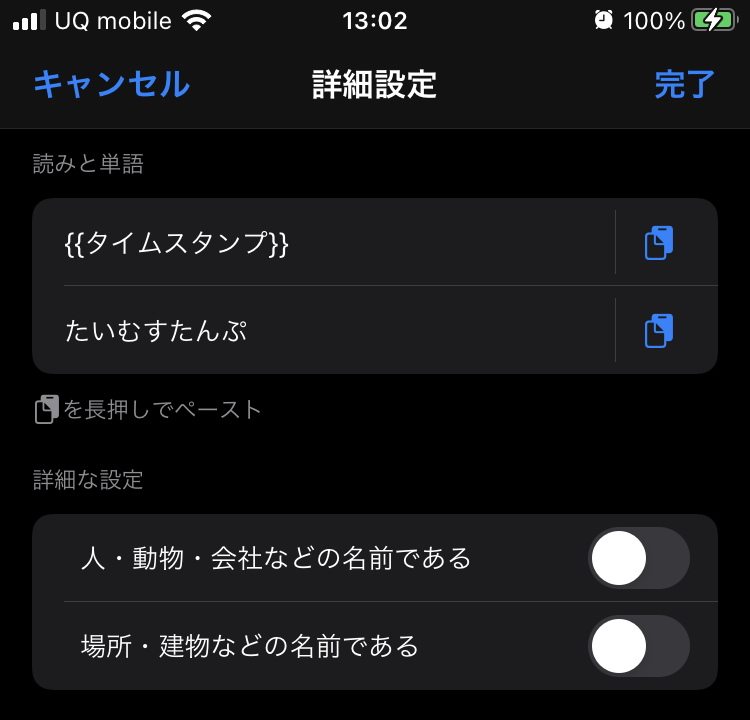 UQ mobile 13:02 100%
キャンセル 詳細設定 完了
読みと単語
{{タイムスタンプ}}
たいむすたんぷ
を長押しでペースト
詳細な設定
人・動物・会社などの名前である
場所・建物などの名前である